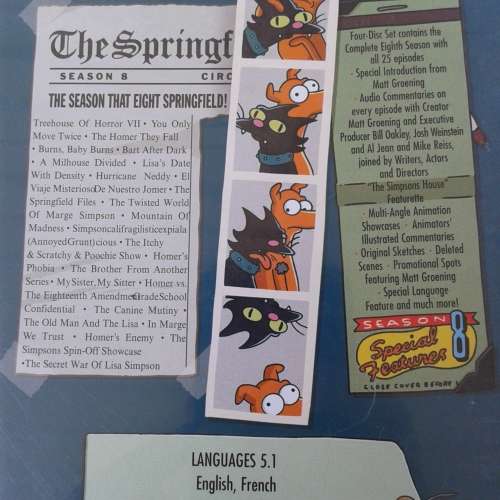 The Springf
SEASON 8 CIRC
THE SEASON THAT EIGHT SPRINGFIELD!
Treehouse Of Horror VII • You Only
Move Twice • The Homer They Fall
• Burns, Baby Burns • Bart After Dark
• A Milhouse Divided • Lisa's Date
With Density • Hurricane Neddy • El
Viaje MisteriosoDe Nuestro Jomer • The
Springfield Files • The Twisted World
Of Marge Simpson • Mountain Of
Madness • Simpsoncalifragilisticexpiala
(AnnoyedGrunt)cious • The Itchy
& Scratchy & Poochie Show • Homer's
Phobia • The Brother From Another
Series • My Sister, My Sitter • Homer vs.
The Eighteenth Amendment•GradeSchool
Confidential • The Canine Mutiny •
The Old Man And The Lisa • In Marge
We Trust • Homer's Enemy • The
Simpsons Spin-Off Showcase
•The Secret War Of Lisa Simpson
Four-Disc Set contains the
Complete Eighth Season with
all 25 episodes
• Special Introduction from
Matt Groening
• Audio Commentaries on
every episode with Creator
Matt Groening and Executive
Producer Bill Oakley, Josh Weinstein
and Al Jean and Mike Reiss,
joined by Writers, Actors
and Directors
"The Simpsons House"
Featurette
• Multi-Angle Animation
Showcases • Animators'
Illustrated Commentaries
• Original Sketches • Deleted
Scenes • Promotional Spots
featuring Matt Groening
• Special Language
Feature and much more!
SEASON 8
Special
Features
CLOSE COVER BEFORE
LANGUAGES 5.1
English, French